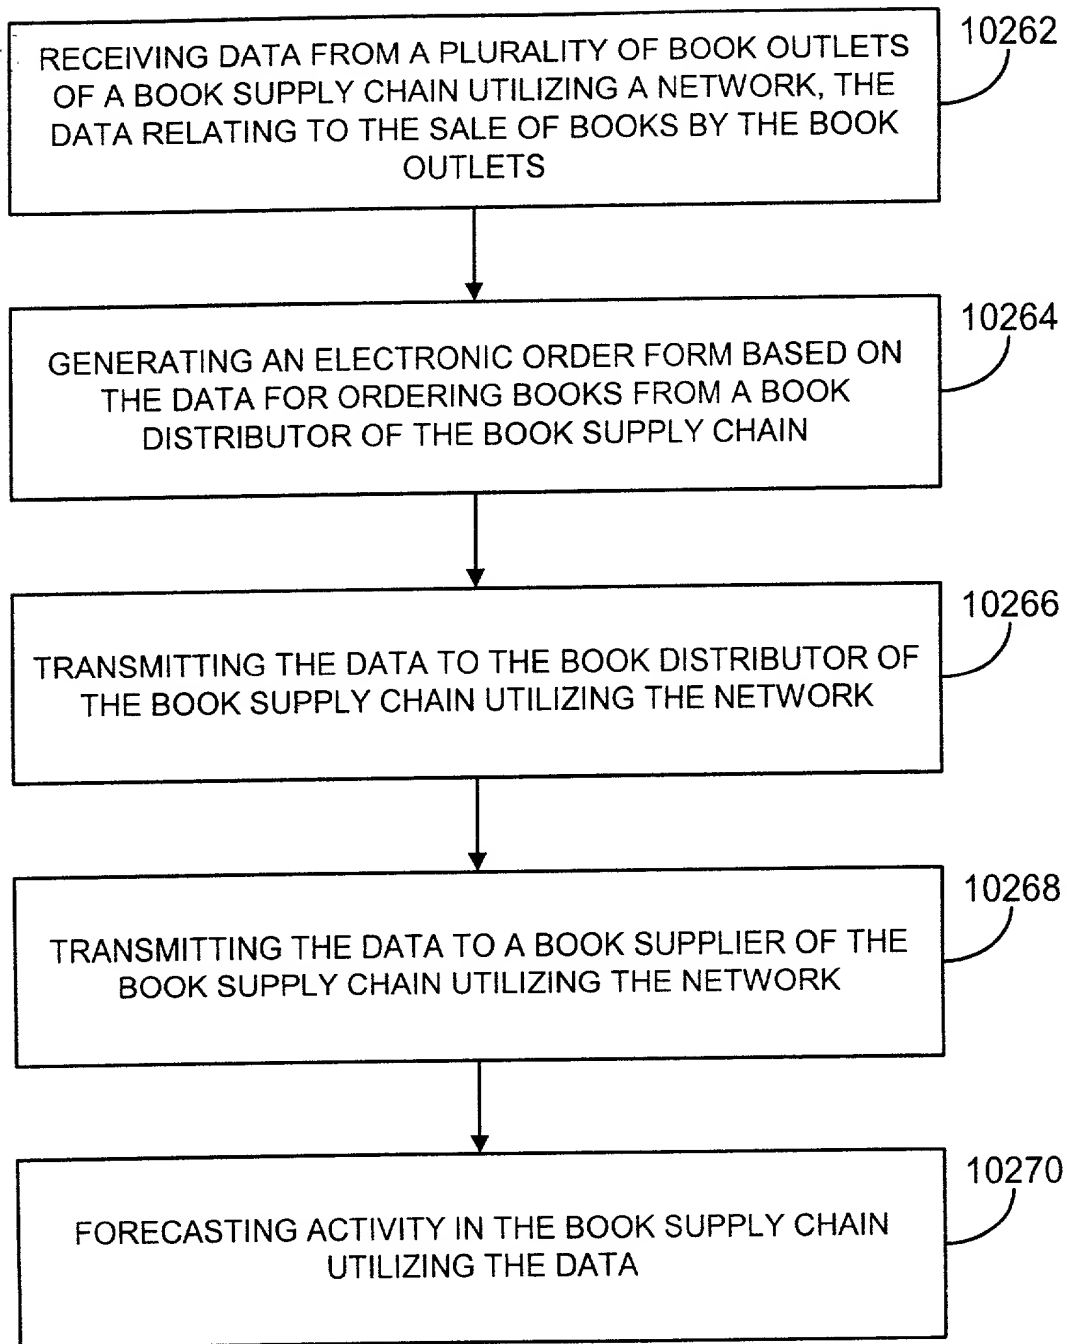 10262
RECEIVING DATA FROM A PLURALITY OF BOOK OUTLETS
OF A BOOK SUPPLY CHAIN UTILIZING A NETWORK, THE
DATA RELATING TO THE SALE OF BOOKS BY THE BOOK
OUTLETS
10264
GENERATING AN ELECTRONIC ORDER FORM BASED ON
THE DATA FOR ORDERING BOOKS FROM A BOOK
DISTRIBUTOR OF THE BOOK SUPPLY CHAIN
10266
TRANSMITTING THE DATA TO THE BOOK DISTRIBUTOR OF
THE BOOK SUPPLY CHAIN UTILIZING THE NETWORK
10268
TRANSMITTING THE DATA TO A BOOK SUPPLIER OF THE
BOOK SUPPLY CHAIN UTILIZING THE NETWORK
10270
FORECASTING ACTIVITY IN THE BOOK SUPPLY CHAIN
UTILIZING THE DATA